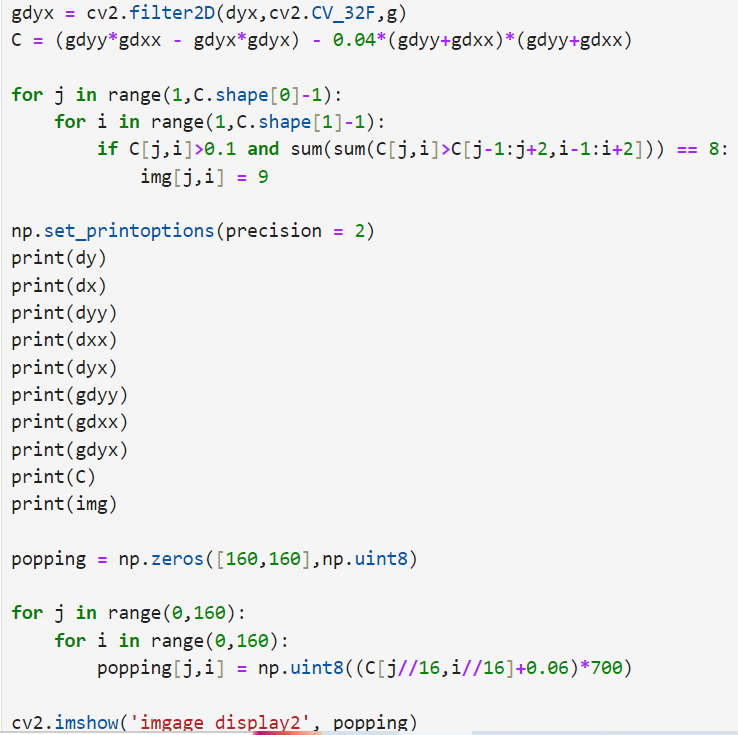 gdyx = cv2.filter2D(dyx,cv2.CV_32F,g)
C = (gdyy*gdxx - gdyx*gdyx) - 0.04*(gdyy+gdxx)*(gdyy+gdxx)

for j in range(1,C.shape[0]-1):
    for i in range(1,C.shape[1]-1):
        if C[j,i]>0.1 and sum(sum(C[j,i]>C[j-1:j+2,i-1:i+2])) == 8:
            img[j,i] = 9

np.set_printoptions(precision = 2)
print(dy)
print(dx)
print(dyy)
print(dxx)
print(dyx)
print(gdyy)
print(gdxx)
print(gdyx)
print(C)
print(img)

popping = np.zeros([160,160],np.uint8)

for j in range(0,160):
    for i in range(0,160):
        popping[j,i] = np.uint8((C[j//16,i//16]+0.06)*700)

cv2.imshow('imgage display2', popping)